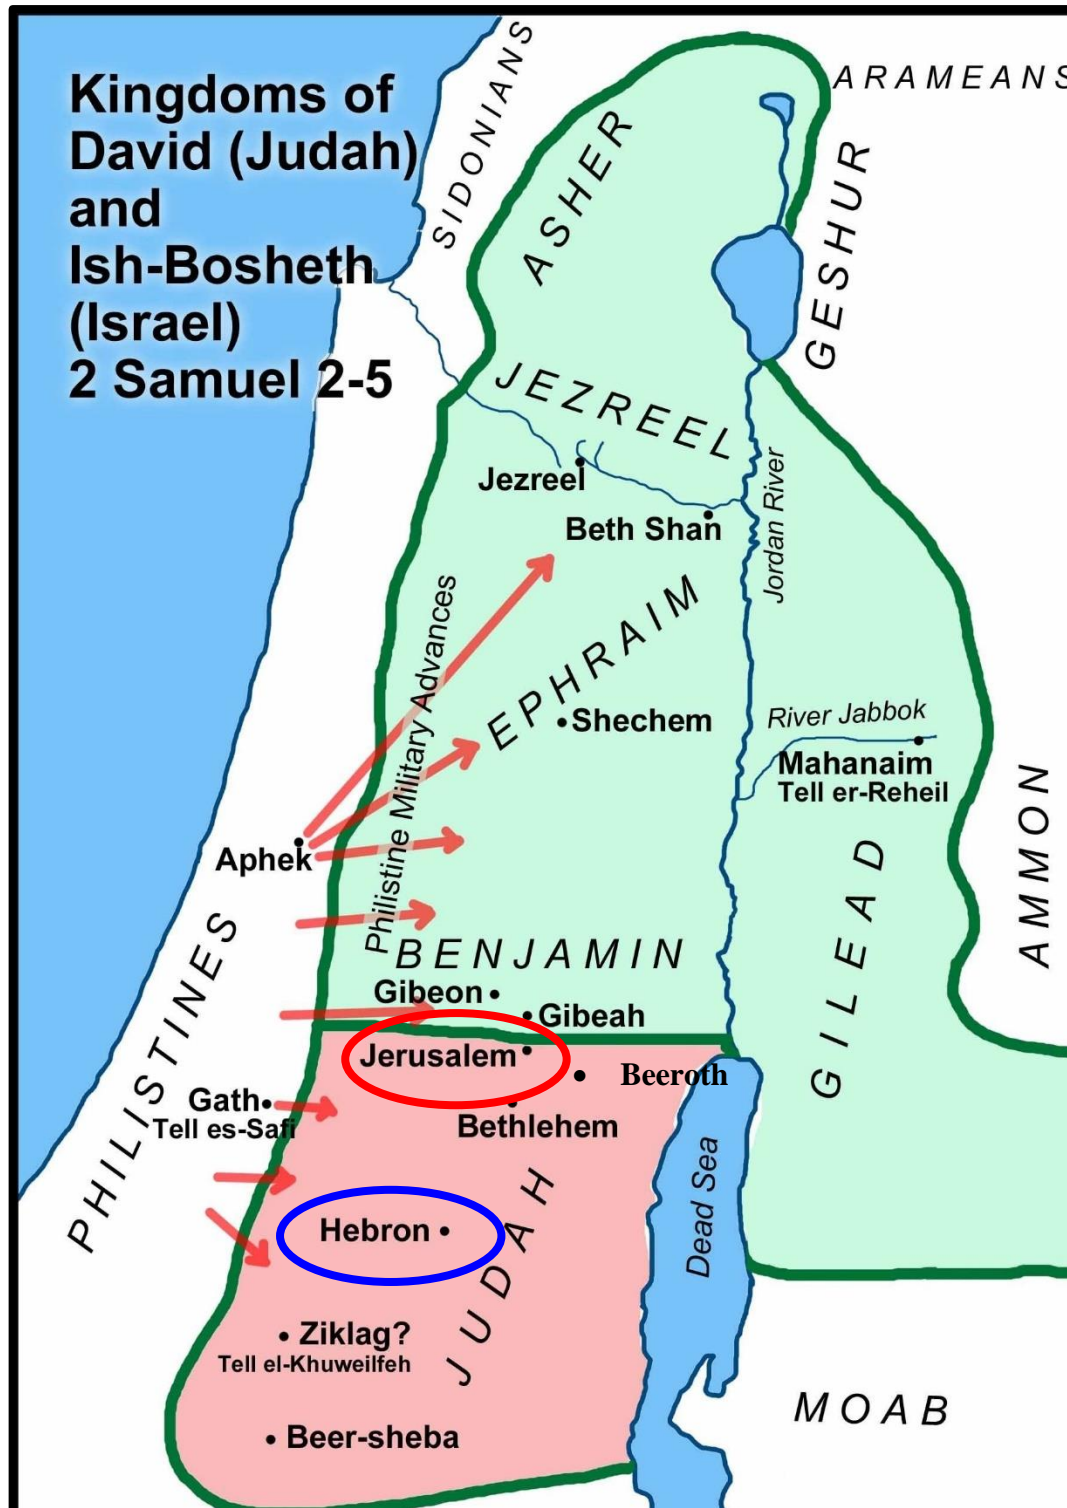 Kingdoms of
David (Judah)
and
Ish-Bosheth
(Israel)
2 Samuel 2-5
SIDONIANS
ARAMEANS
ASHER
GESHUR
JEZREEL
Jezreel
Beth Shan
Jordan River
Philistine Military Advances
EPHRAIM
Shechem
River Jabbok
Mahanaim
Tell er-Reheil
Aphek
AMMON
GILEAD
PHILISTINES
BENJAMIN
Gibeon
Gibeah
Jerusalem
Beeroth
Gath
Tell es-Safi
Bethlehem
Dead Sea
Hebron
JUDAH
Ziklag?
Tell el-Khuweilfeh
MOAB
Beer-sheba